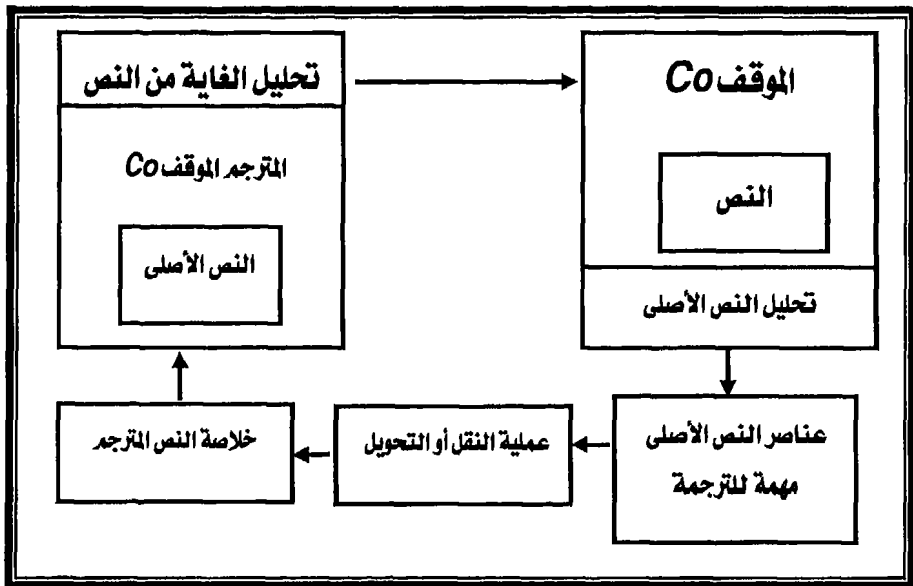 الموقف Co
النص
تحليل النص الأصلى
تحليل الغاية من النص
المترجم الموقف Co
النص الأصلى
عناصر النص الأصلى
مهمة للترجمة
عملية النقل أو التحويل
خلاصة النص المترجم